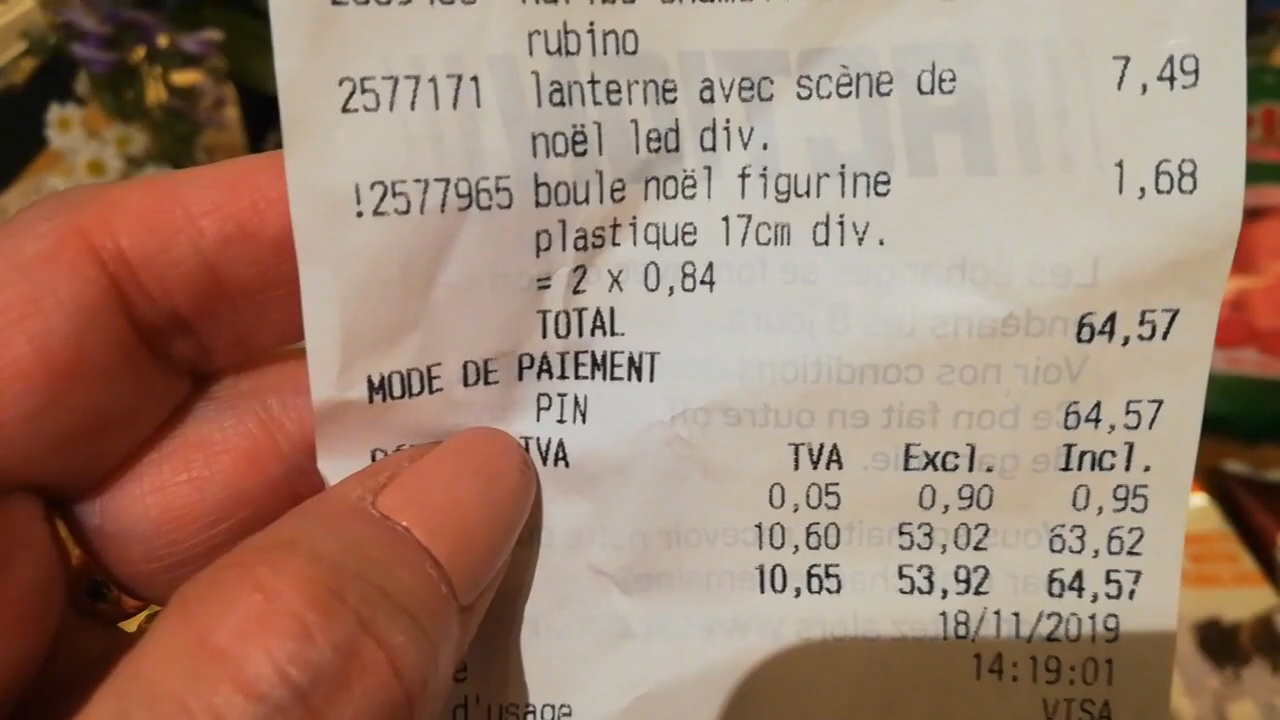 rubino
2577171 lanterne avec scène de 7,49
noël led div.
!2577965 boule noël figurine 1,68
plastique 17cm div.
= 2 x 0,84
TOTAL 64,57
MODE DE PAIEMENT
PIN 64,57
TVA TVA Excl. Incl.
0,05 0,90 0,95
10,60 53,02 63,62
10,65 53,92 64,57
18/11/2019
14:19:01
d'usage VISA